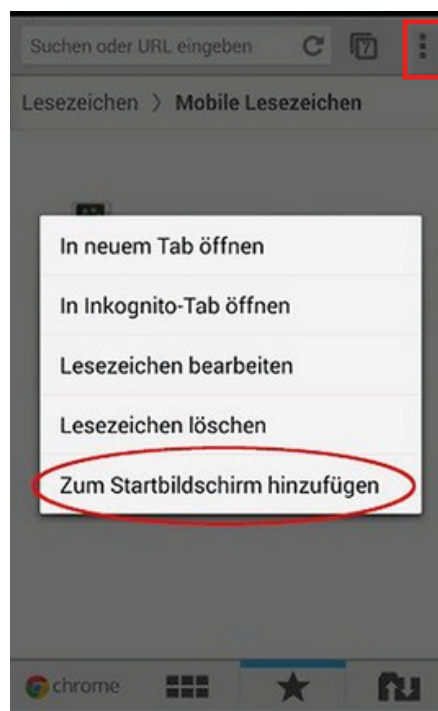 Suchen oder URL eingeben
7
Lesezeichen 〉 Mobile Lesezeichen
In neuem Tab öffnen
In Inkognito-Tab öffnen
Lesezeichen bearbeiten
Lesezeichen löschen
Zum Startbildschirm hinzufügen
chrome